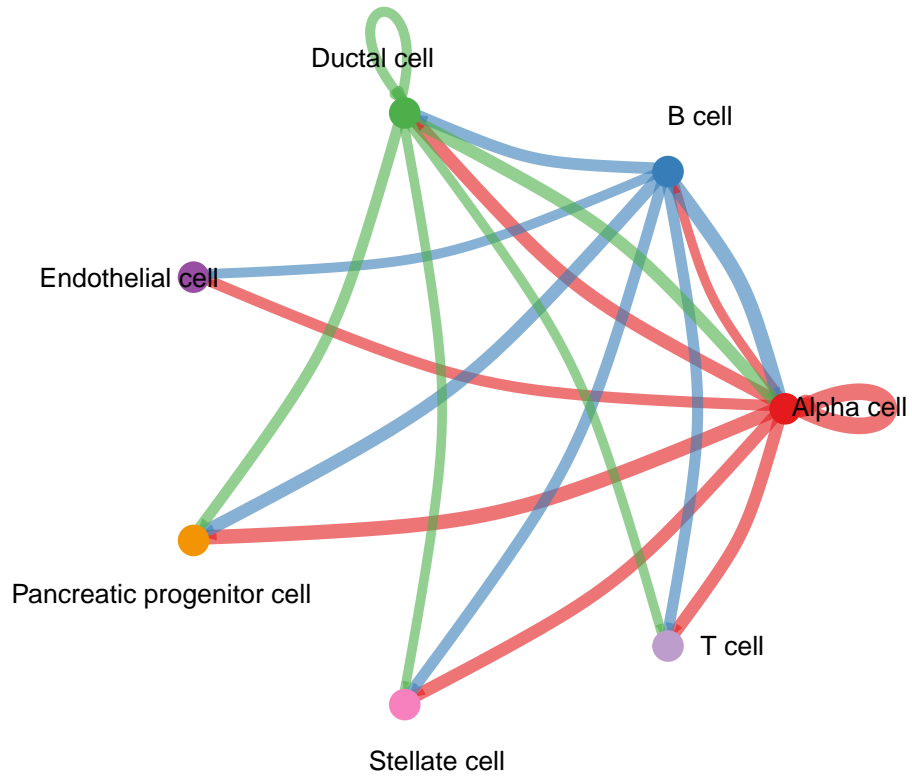 Ductal cell
B cell
Endothelial cell
Alpha cell
Pancreatic progenitor cell
T cell
Stellate cell